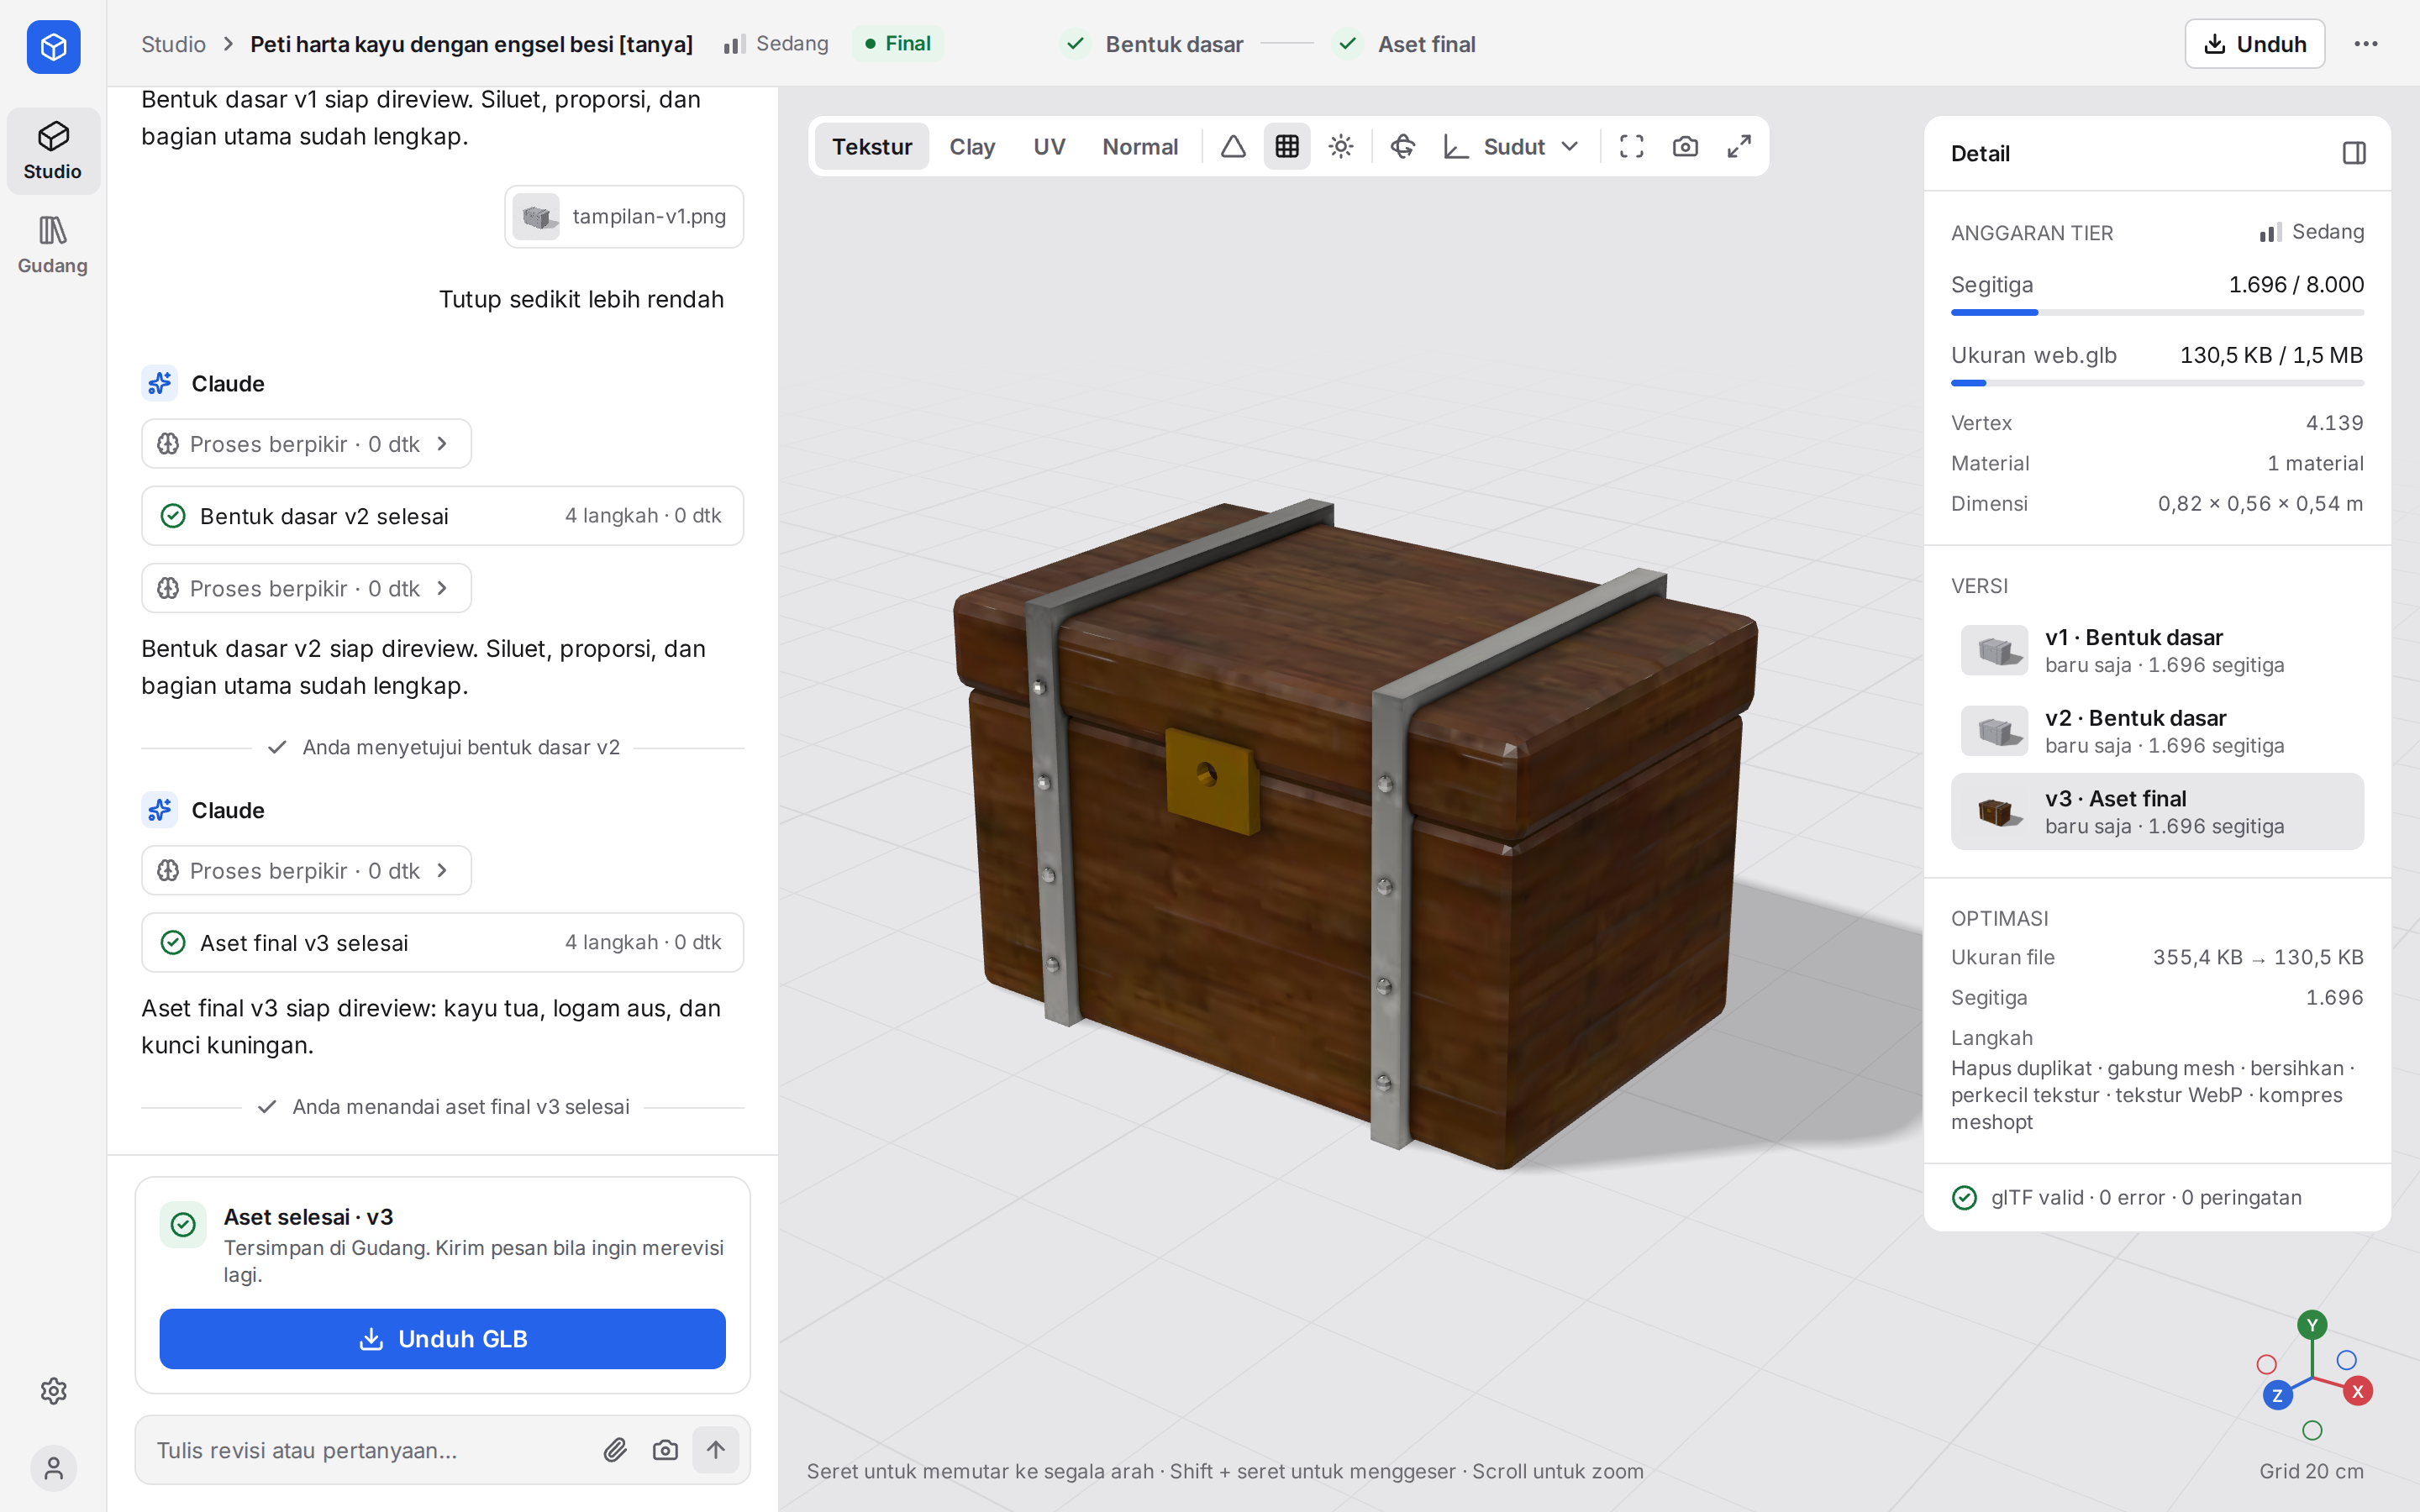 Studio
Peti harta kayu dengan engsel besi [tanya]
Sedang
Final
Bentuk dasar
Aset final
Unduh
Studio
Gudang
Bentuk dasar v1 siap direview. Siluet, proporsi, dan
bagian utama sudah lengkap.
tampilan-v1.png
Tutup sedikit lebih rendah
Claude
Proses berpikir · 0 dtk
Bentuk dasar v2 selesai
4 langkah · 0 dtk
Proses berpikir · 0 dtk
Bentuk dasar v2 siap direview. Siluet, proporsi, dan
bagian utama sudah lengkap.
Anda menyetujui bentuk dasar v2
Claude
Proses berpikir · 0 dtk
Aset final v3 selesai
4 langkah · 0 dtk
Aset final v3 siap direview: kayu tua, logam aus, dan
kunci kuningan.
Anda menandai aset final v3 selesai
Aset selesai · v3
Tersimpan di Gudang. Kirim pesan bila ingin merevisi
lagi.
Unduh GLB
Tulis revisi atau pertanyaan...
Tekstur
Clay
UV
Normal
Sudut
Seret untuk memutar ke segala arah · Shift + seret untuk menggeser · Scroll untuk zoom
Detail
ANGGARAN TIER
Sedang
Segitiga
1.696 / 8.000
Ukuran web.glb
130,5 KB / 1,5 MB
Vertex
4.139
Material
1 material
Dimensi
0,82 × 0,56 × 0,54 m
VERSI
v1 · Bentuk dasar
baru saja · 1.696 segitiga
v2 · Bentuk dasar
baru saja · 1.696 segitiga
v3 · Aset final
baru saja · 1.696 segitiga
OPTIMASI
Ukuran file
355,4 KB → 130,5 KB
Segitiga
1.696
Langkah
Hapus duplikat · gabung mesh · bersihkan ·
perkecil tekstur · tekstur WebP · kompres
meshopt
glTF valid · 0 error · 0 peringatan
Y
Z
X
Grid 20 cm